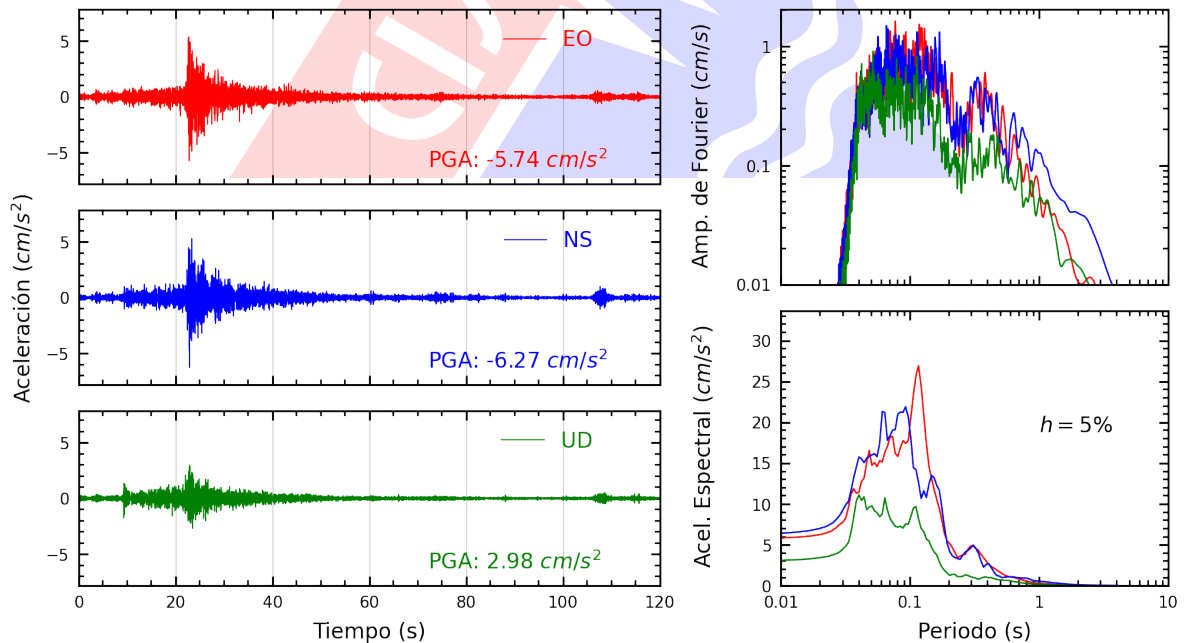 Aceleración (cm/s²)
5
0
−5
EO
PGA: -5.74 cm/s²
5
0
−5
NS
PGA: -6.27 cm/s²
5
0
−5
UD
PGA: 2.98 cm/s²
0 20 40 60 80 100 120
Tiempo (s)
Amp. de Fourier (cm/s)
1
0.1
0.01
Acel. Espectral (cm/s²)
30
25
20
15
10
5
0
h = 5%
0.01 0.1 1 10
Periodo (s)